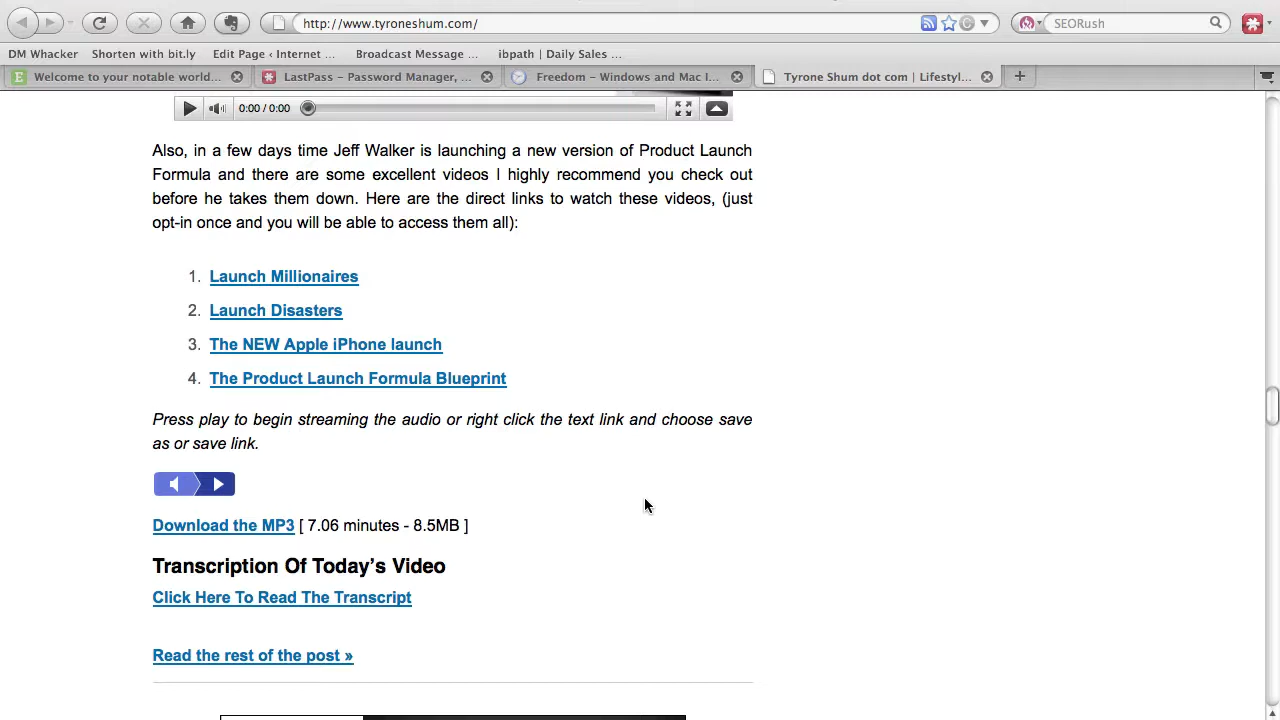 http://www.tyroneshum.com/
SEORush
DM Whacker Shorten with bit.ly Edit Page ‹ Internet ... Broadcast Message ... ibpath | Daily Sales ...
Welcome to your notable world... LastPass – Password Manager ... Freedom – Windows and Mac I... Tyrone Shum dot com | Lifestyl...
0:00 / 0:00
Also, in a few days time Jeff Walker is launching a new version of Product Launch
Formula and there are some excellent videos I highly recommend you check out
before he takes them down. Here are the direct links to watch these videos, (just
opt-in once and you will be able to access them all):
1. Launch Millionaires
2. Launch Disasters
3. The NEW Apple iPhone launch
4. The Product Launch Formula Blueprint
Press play to begin streaming the audio or right click the text link and choose save
as or save link.
Download the MP3 [ 7.06 minutes - 8.5MB ]
Transcription Of Today’s Video
Click Here To Read The Transcript
Read the rest of the post »